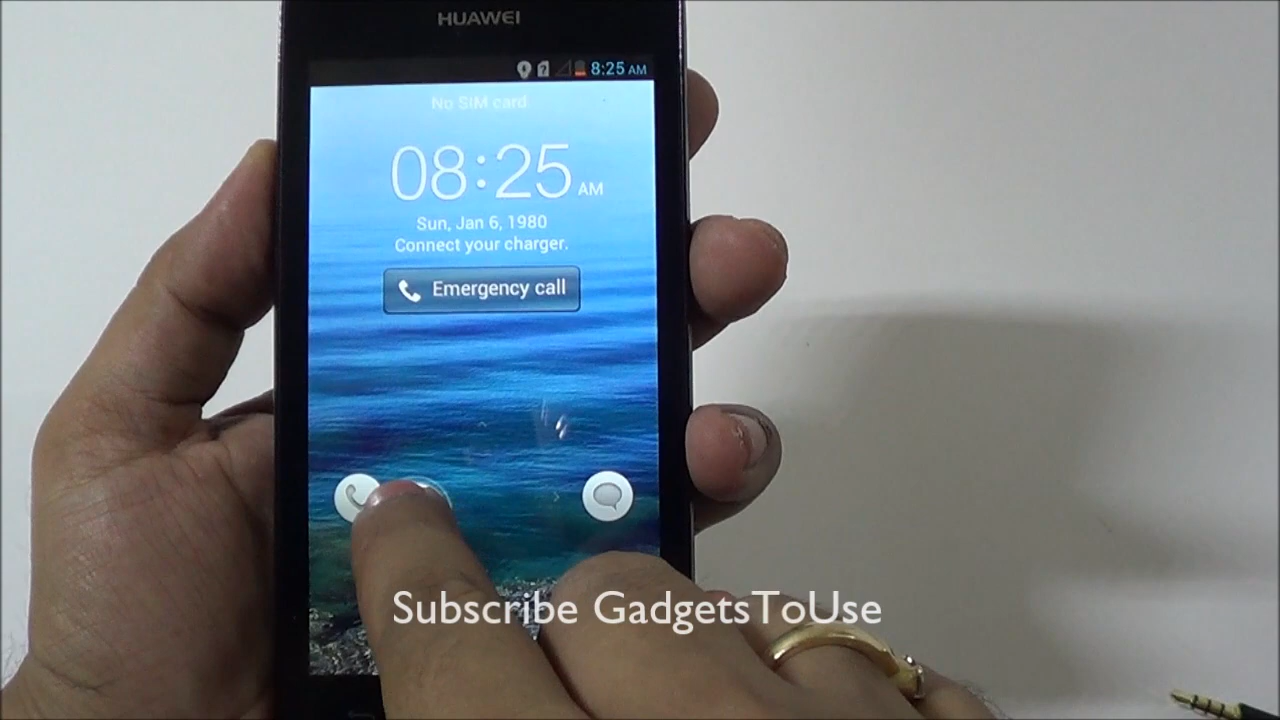 HUAWEI
8:25 AM
No SIM card
08:25 AM
Sun, Jan 6, 1980
Connect your charger.
Emergency call
Subscribe GadgetsToUse